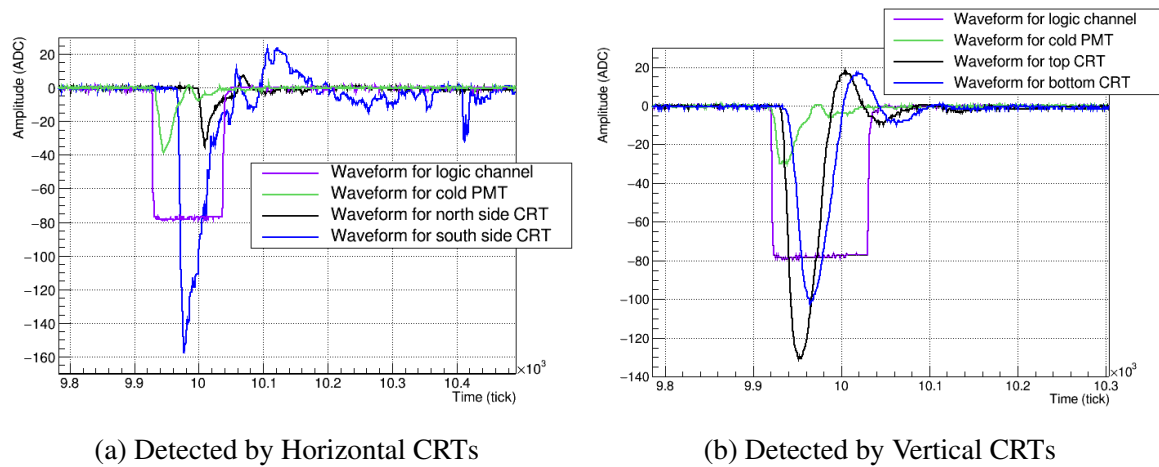 Amplitude (ADC)
20
0
−20
−40
−60
−80
−100
−120
−140
−160
9.8
9.9
10
10.1
10.2
10.3
10.4
×10³
Time (tick)
Waveform for logic channel
Waveform for cold PMT
Waveform for north side CRT
Waveform for south side CRT
(a) Detected by Horizontal CRTs
Waveform for logic channel
Waveform for cold PMT
Waveform for top CRT
Waveform for bottom CRT
Amplitude (ADC)
20
0
−20
−40
−60
−80
−100
−120
−140
9.8
9.9
10
10.1
10.2
10.3
×10³
Time (tick)
(b) Detected by Vertical CRTs